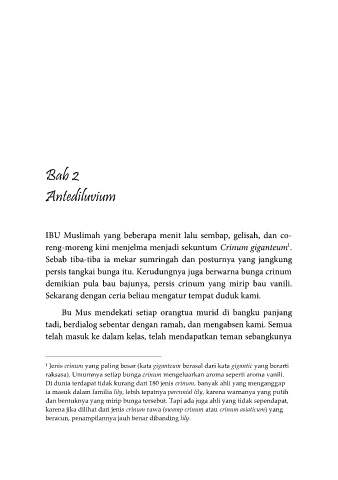 Bab 2
Antediluvium
IBU Muslimah yang beberapa menit lalu sembap, gelisah, dan co-
reng-moreng kini menjelma menjadi sekuntum Crinum giganteum¹.
Sebab tiba-tiba ia mekar sumringah dan posturnya yang jangkung
persis tangkai bunga itu. Kerudungnya juga berwarna bunga crinum
demikian pula bau bajunya, persis crinum yang mirip bau vanili.
Sekarang dengan ceria beliau mengatur tempat duduk kami.
Bu Mus mendekati setiap orangtua murid di bangku panjang
tadi, berdialog sebentar dengan ramah, dan mengabsen kami. Semua
telah masuk ke dalam kelas, telah mendapatkan teman sebangkunya
¹ Jenis crinum yang paling besar (kata giganteum berasal dari kata gigantic yang berarti
raksasa). Umumnya setiap bunga crinum mengeluarkan aroma seperti aroma vanili.
Di dunia terdapat tidak kurang dari 180 jenis crinum, banyak ahli yang menganggap
ia masuk dalam familia lily, lebih tepatnya perennial lily, karena warnanya yang putih
dan bentuknya yang mirip bunga tersebut. Tapi ada juga ahli yang tidak sependapat,
karena jika dilihat dari jenis crinum rawa (swamp crinum atau crinum asiaticum) yang
beracun, penampilannya jauh benar dibanding lily.